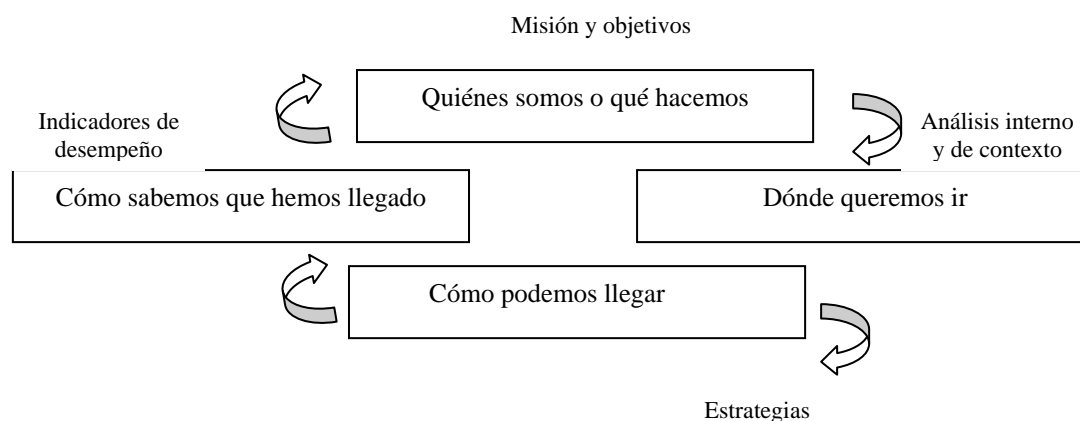 Misión y objetivos
Quiénes somos o qué hacemos
Indicadores de
desempeño
Análisis interno
y de contexto
Cómo sabemos que hemos llegado
Dónde queremos ir
Cómo podemos llegar
Estrategias